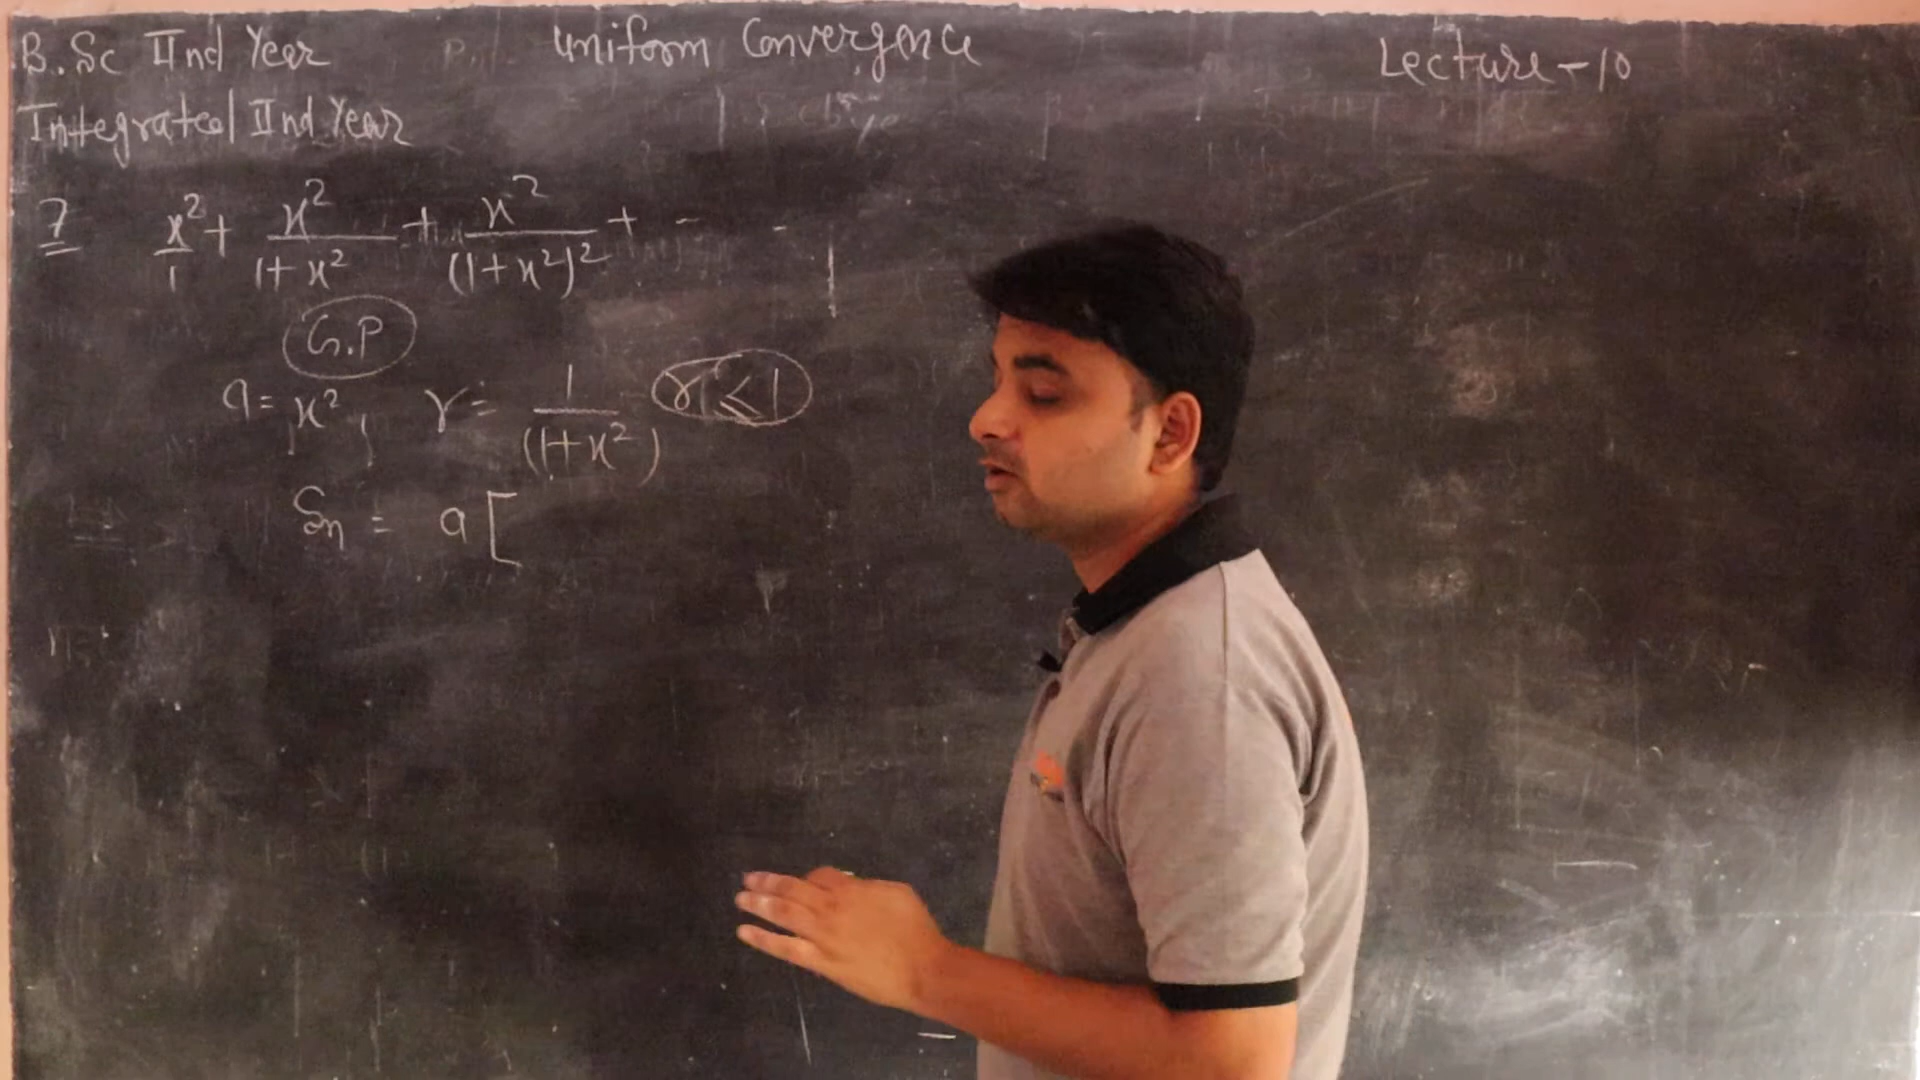 B.Sc IInd Year
Uniform Convergence
Lecture - 10
Integrated IInd Year
7 x²/1 + x²/(1+x²) + x²/(1+x²)² + - -
G.P
a = x², r = 1/(1+x²) r ≤ 1
Sn = a [